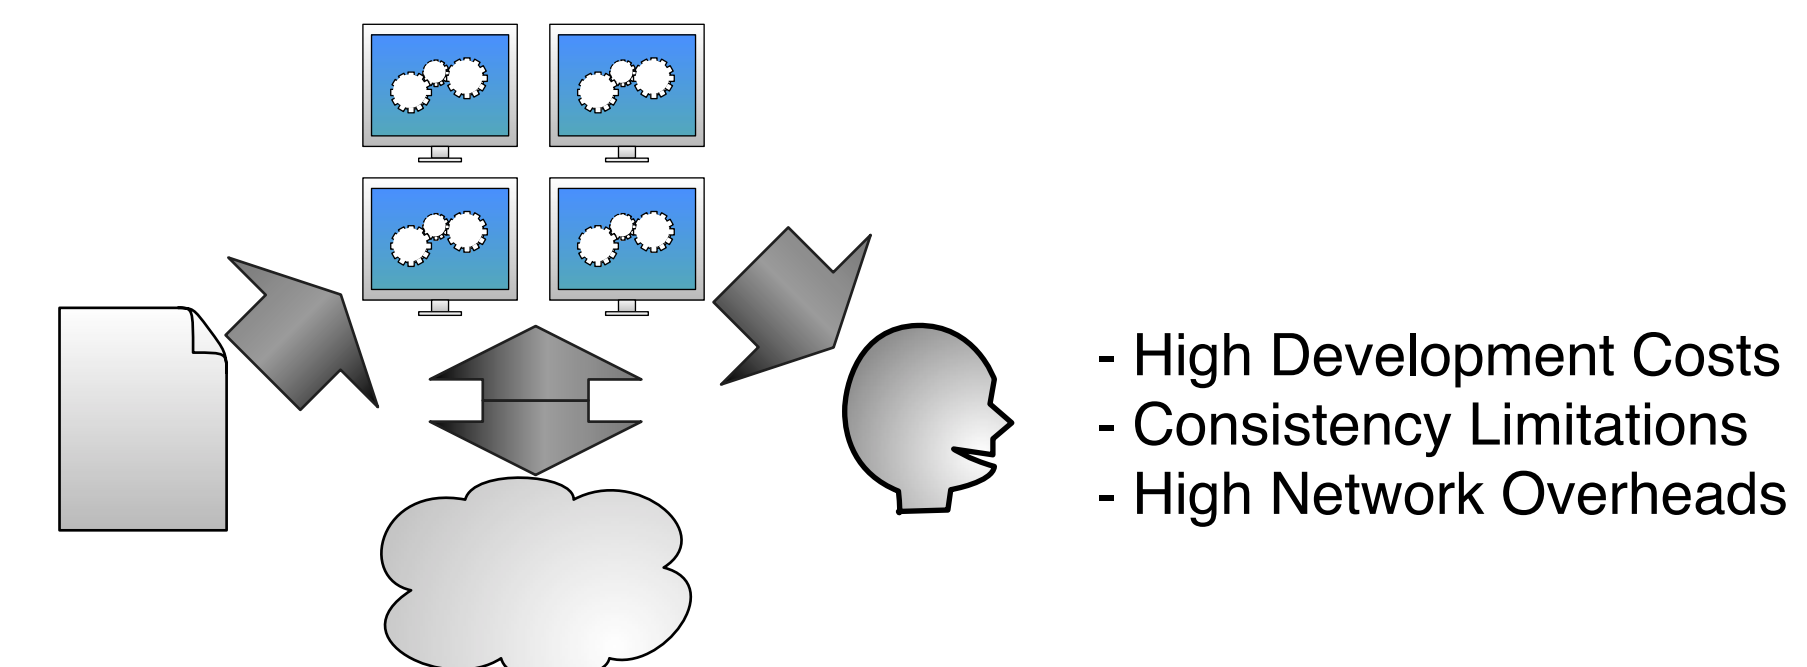 - High Development Costs
- Consistency Limitations
- High Network Overheads